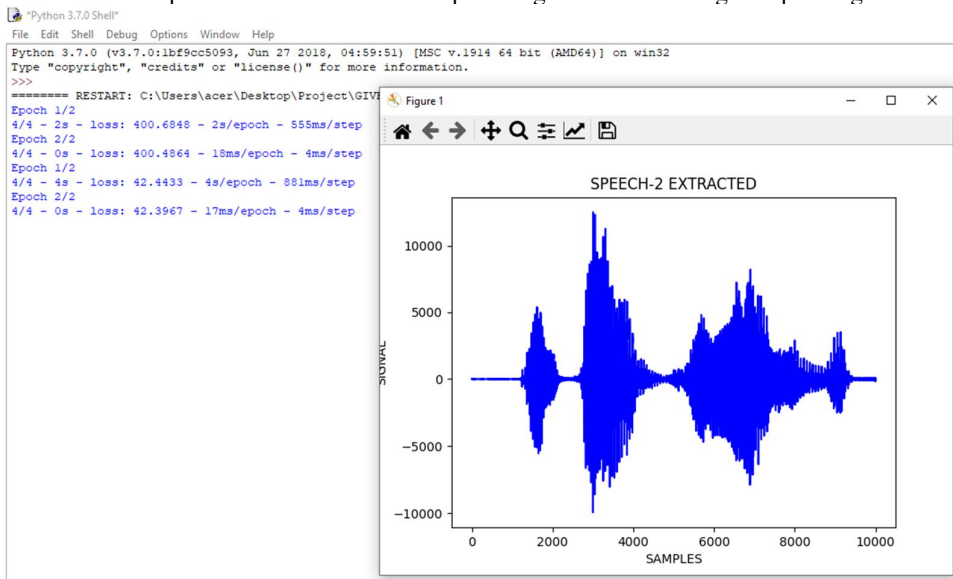 *Python 3.7.0 Shell*
File Edit Shell Debug Options Window Help
Python 3.7.0 (v3.7.0:1bf9cc5093, Jun 27 2018, 04:59:51) [MSC v.1914 64 bit (AMD64)] on win32
Type "copyright", "credits" or "license()" for more information.
>>>
======== RESTART: C:\Users\acer\Desktop\Project\GIV
Epoch 1/2
4/4 - 2s - loss: 400.6848 - 2s/epoch - 555ms/step
Epoch 2/2
4/4 - 0s - loss: 400.4864 - 18ms/epoch - 4ms/step
Epoch 1/2
4/4 - 4s - loss: 42.4433 - 4s/epoch - 881ms/step
Epoch 2/2
4/4 - 0s - loss: 42.3967 - 17ms/epoch - 4ms/step
Figure 1
SPEECH-2 EXTRACTED
10000
5000
0
−5000
−10000
SIGNAL
0 2000 4000 6000 8000 10000
SAMPLES